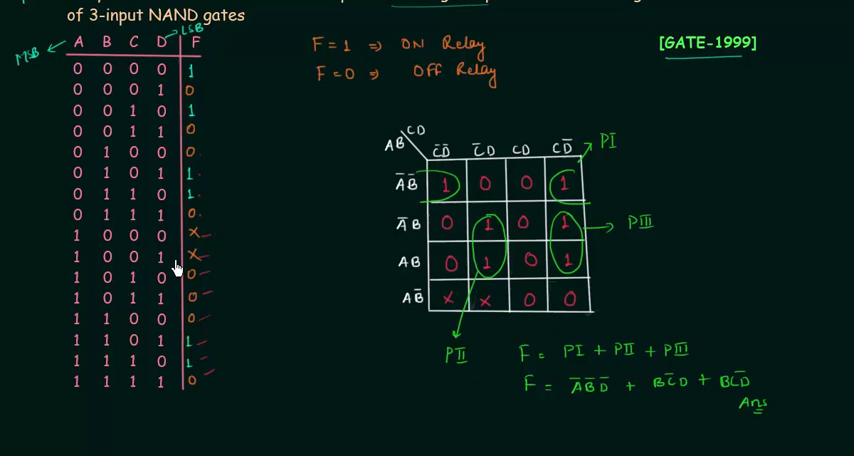 of 3-input NAND gates
MSB A B C D LSB F
0 0 0 0 1
0 0 0 1 0
0 0 1 0 1
0 0 1 1 0
0 1 0 0 0
0 1 0 1 1
0 1 1 0 1
0 1 1 1 0
1 0 0 0 X
1 0 0 1 X
1 0 1 0 0
1 0 1 1 0
1 1 0 0 0
1 1 0 1 1
1 1 1 0 1
1 1 1 1 0
F = 1 ⇒ ON Relay
F = 0 ⇒ OFF Relay
[GATE-1999]
AB CD
C̅D̅ C̅D CD CD̅
A̅B̅ 1 0 0 1
A̅B 0 1 0 1
AB 0 1 0 1
AB̅ X X 0 0
PI
PIII
PII
F = PI + PII + PIII
F = A̅B̅D̅ + BC̅D + BCD̅
Ans